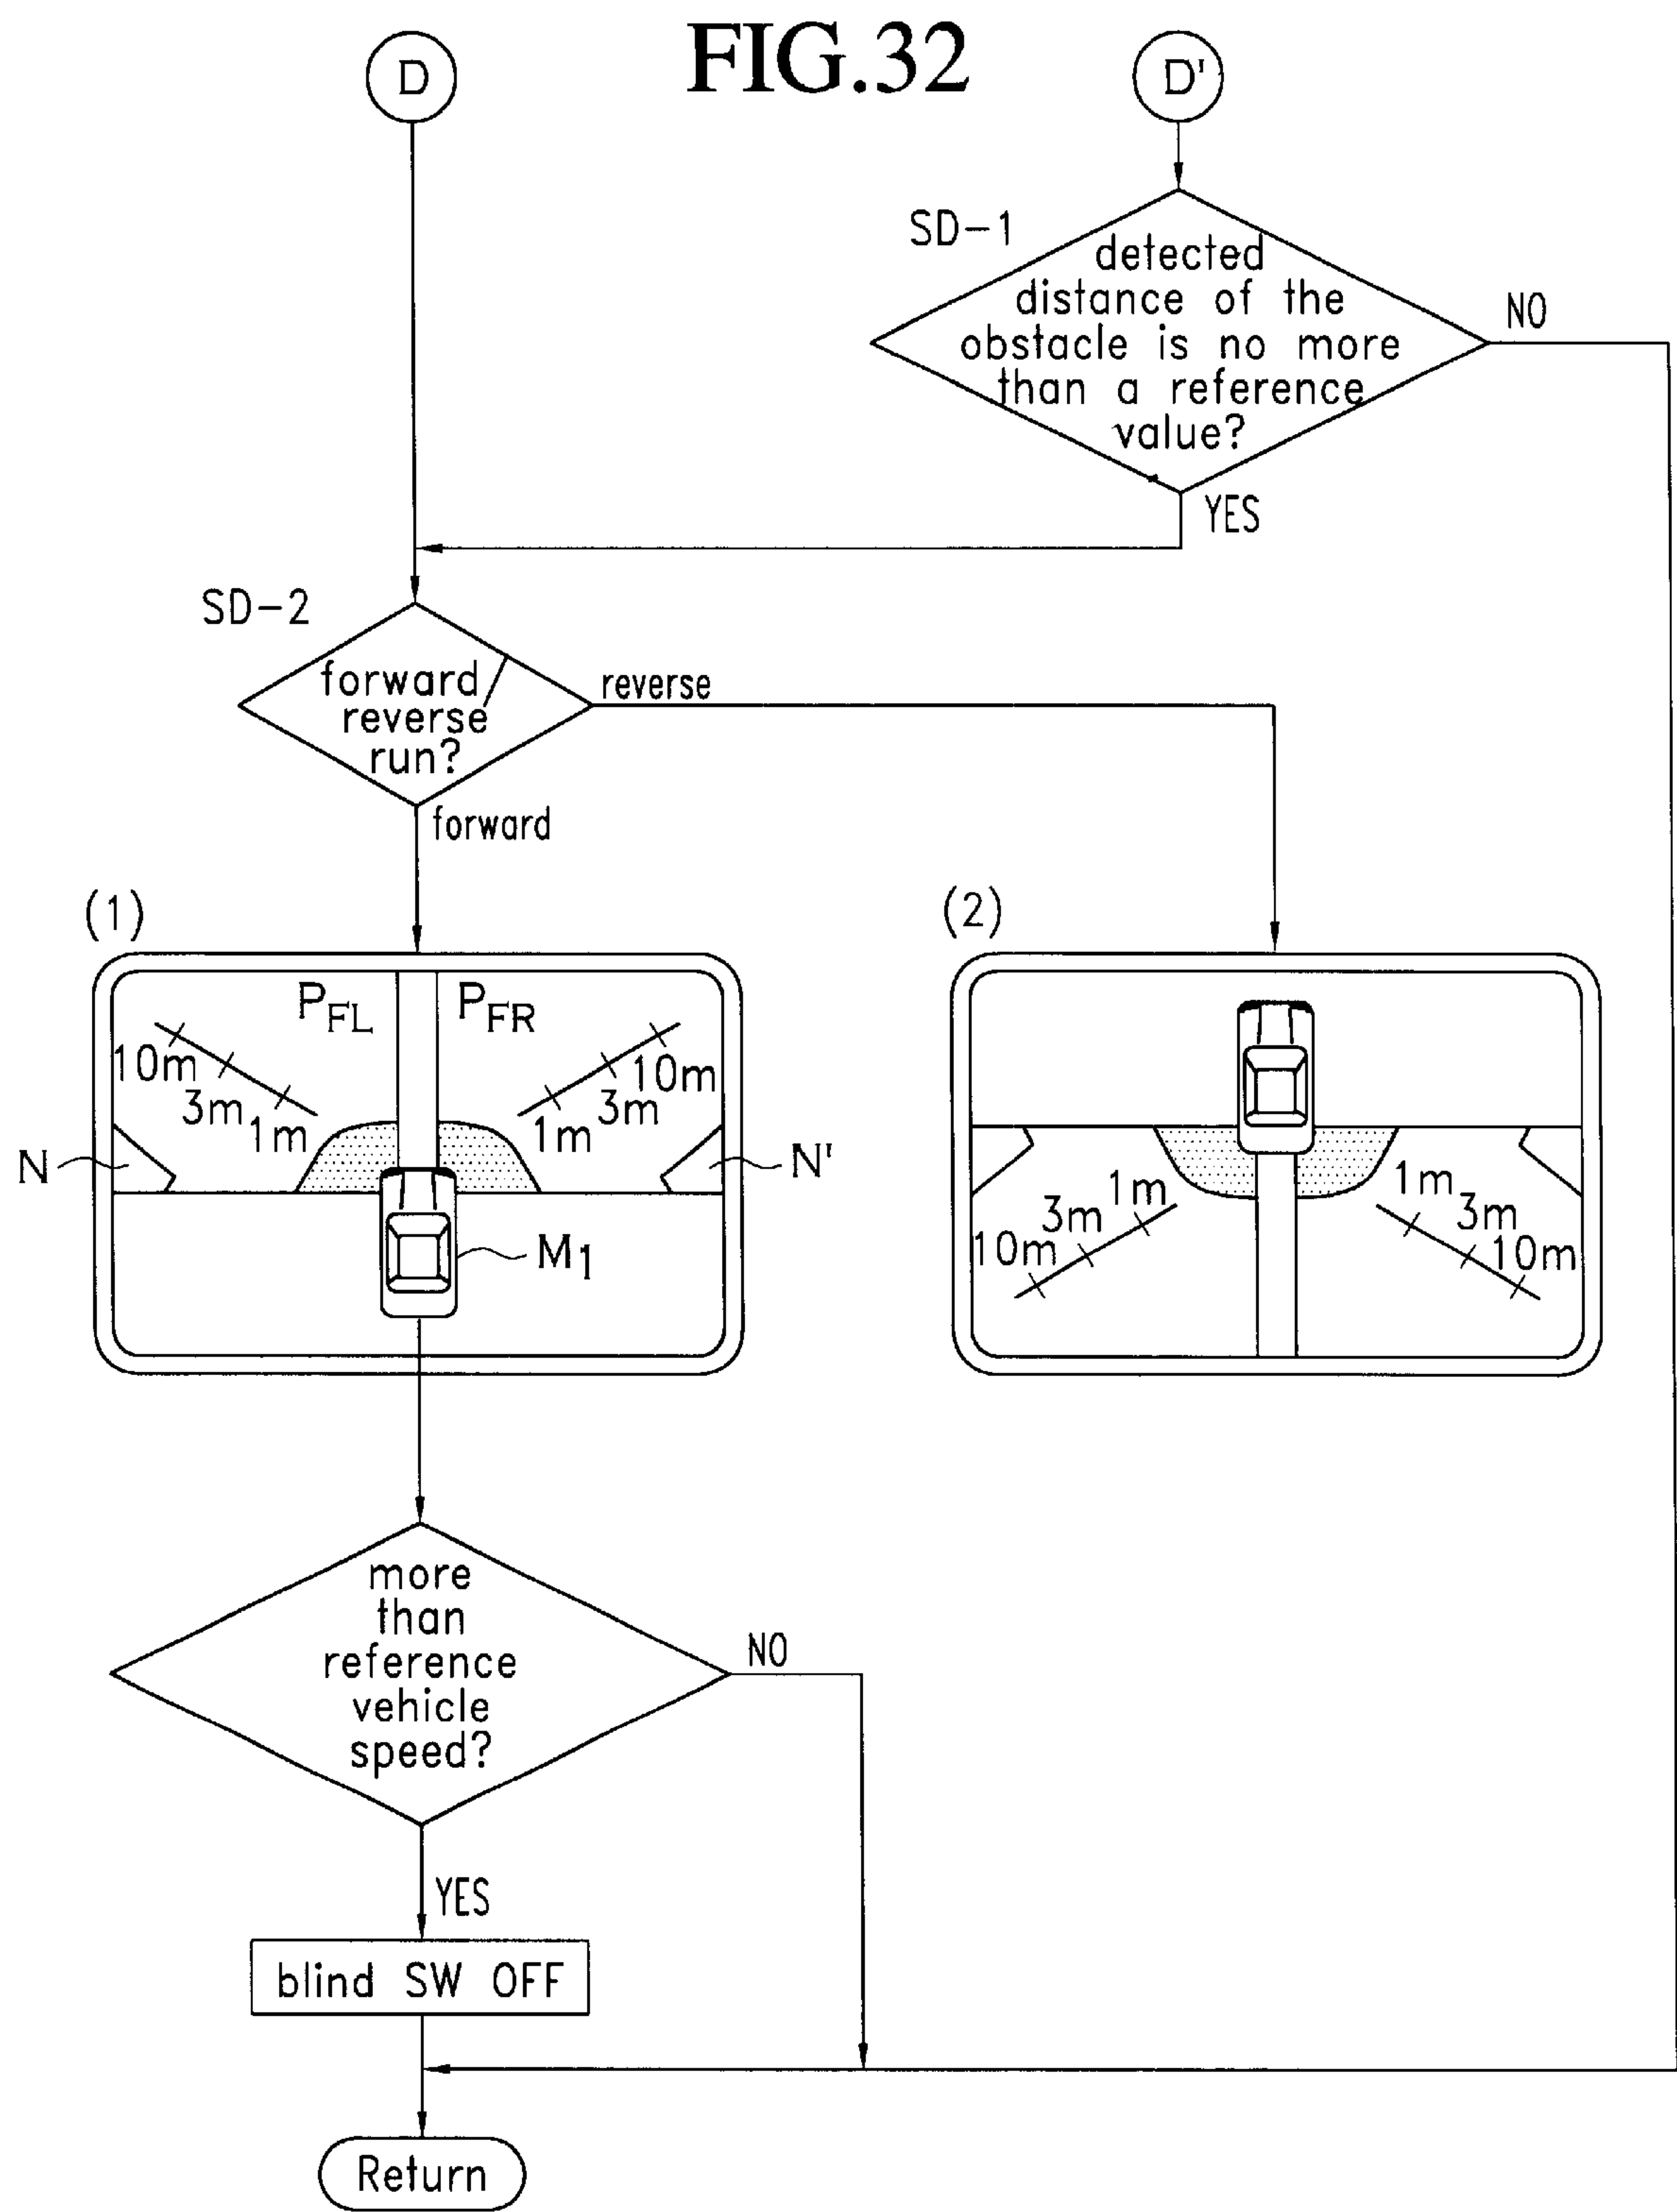 FIG.32
D
D'
SD-1
detected
distance of the
obstacle is no more
than a reference
value?
NO
YES
SD-2
forward/
reverse
run?
reverse
forward
(1)
(2)
PFL
PFR
10m
3m
1m
1m
3m
10m
N
N'
M1
1m
3m
10m
1m
3m
10m
more
than
reference
vehicle
speed?
NO
YES
blind SW OFF
Return